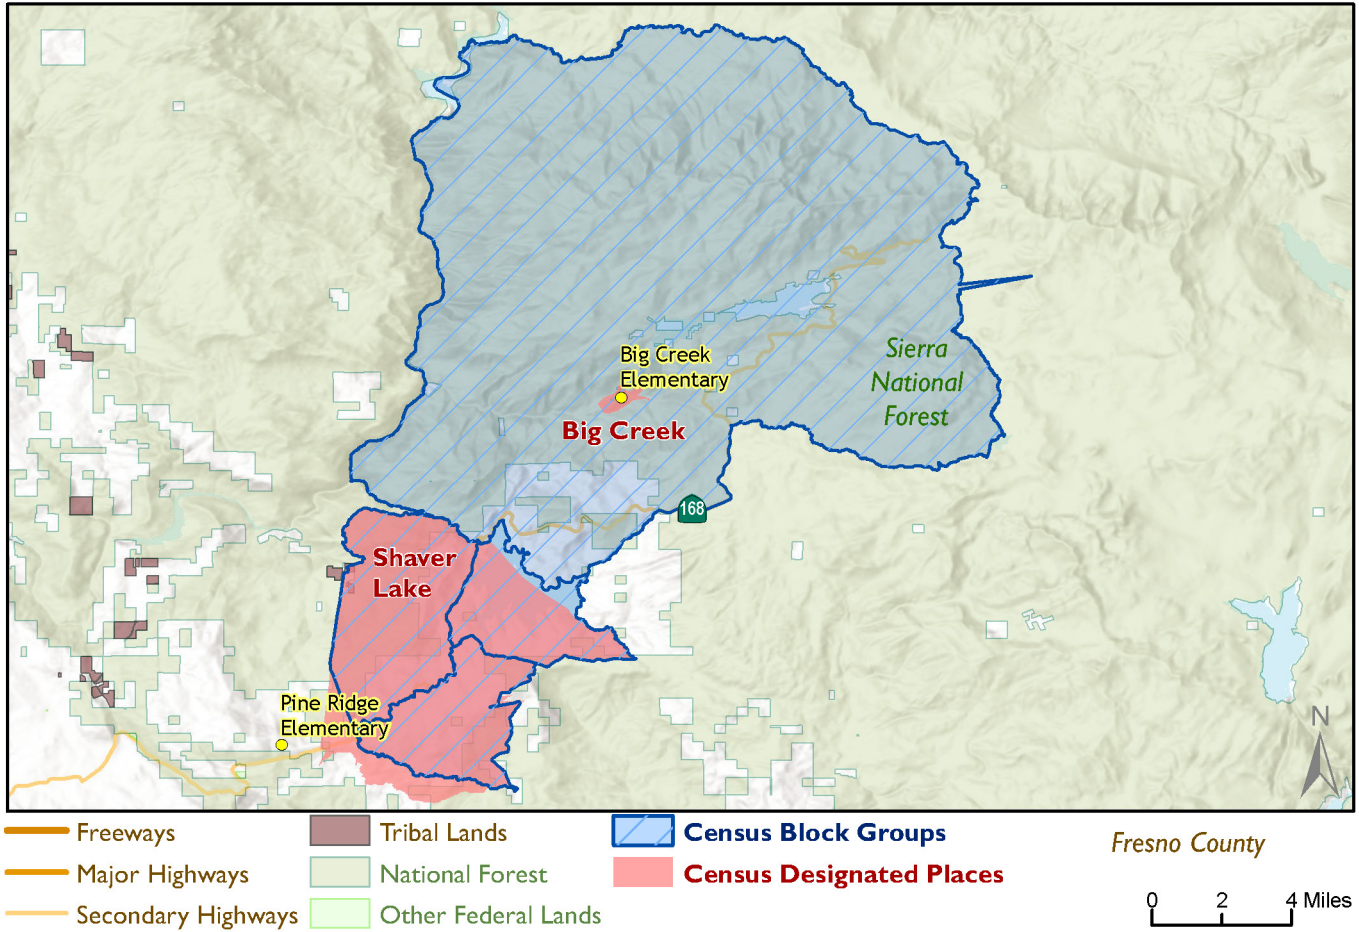 Big Creek
Elementary
Big Creek
Sierra
National
Forest
168
Shaver
Lake
Pine Ridge
Elementary
N
Freeways
Major Highways
Secondary Highways
Tribal Lands
National Forest
Other Federal Lands
Census Block Groups
Census Designated Places
Fresno County
0 2 4 Miles